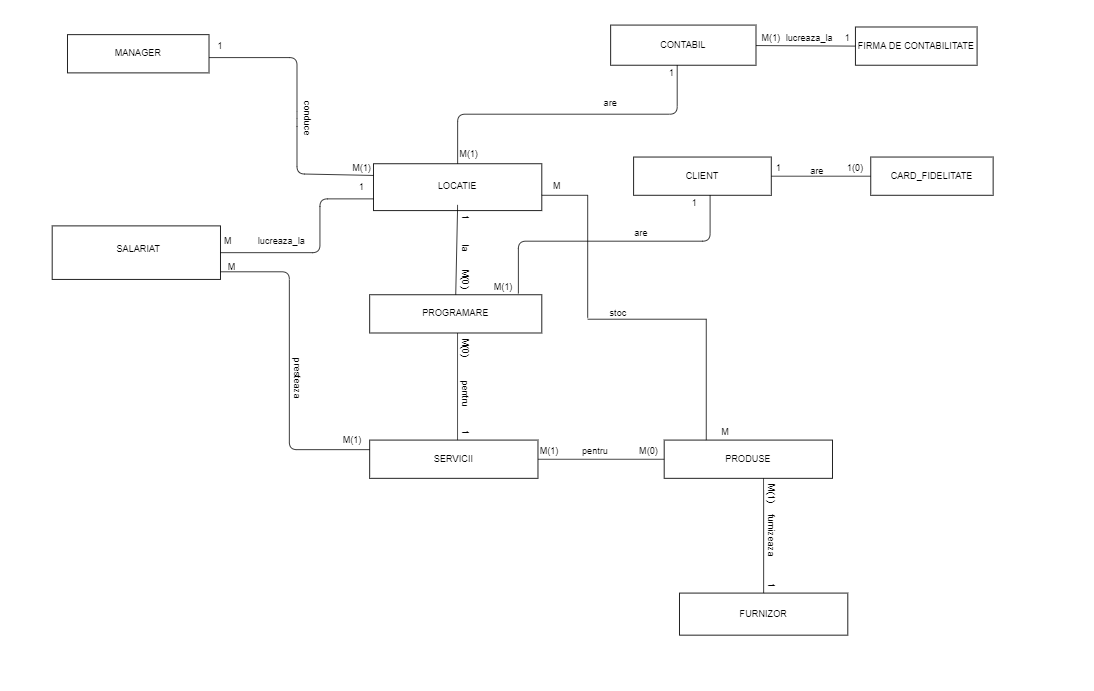 MANAGER
1
conduce
M(1)
CONTABIL
M(1) lucreaza_la 1
FIRMA DE CONTABILITATE
1
are
M(1)
LOCATIE
1
M
CLIENT
1
are
1(0)
CARD_FIDELITATE
1
are
M(1)
SALARIAT
M
lucreaza_la
M
1
la
M(0)
PROGRAMARE
stoc
M(0)
pentru
1
presteaza
M(1)
SERVICII
M(1)
pentru
M(0)
M
PRODUSE
M(1)
furnizeaza
1
FURNIZOR